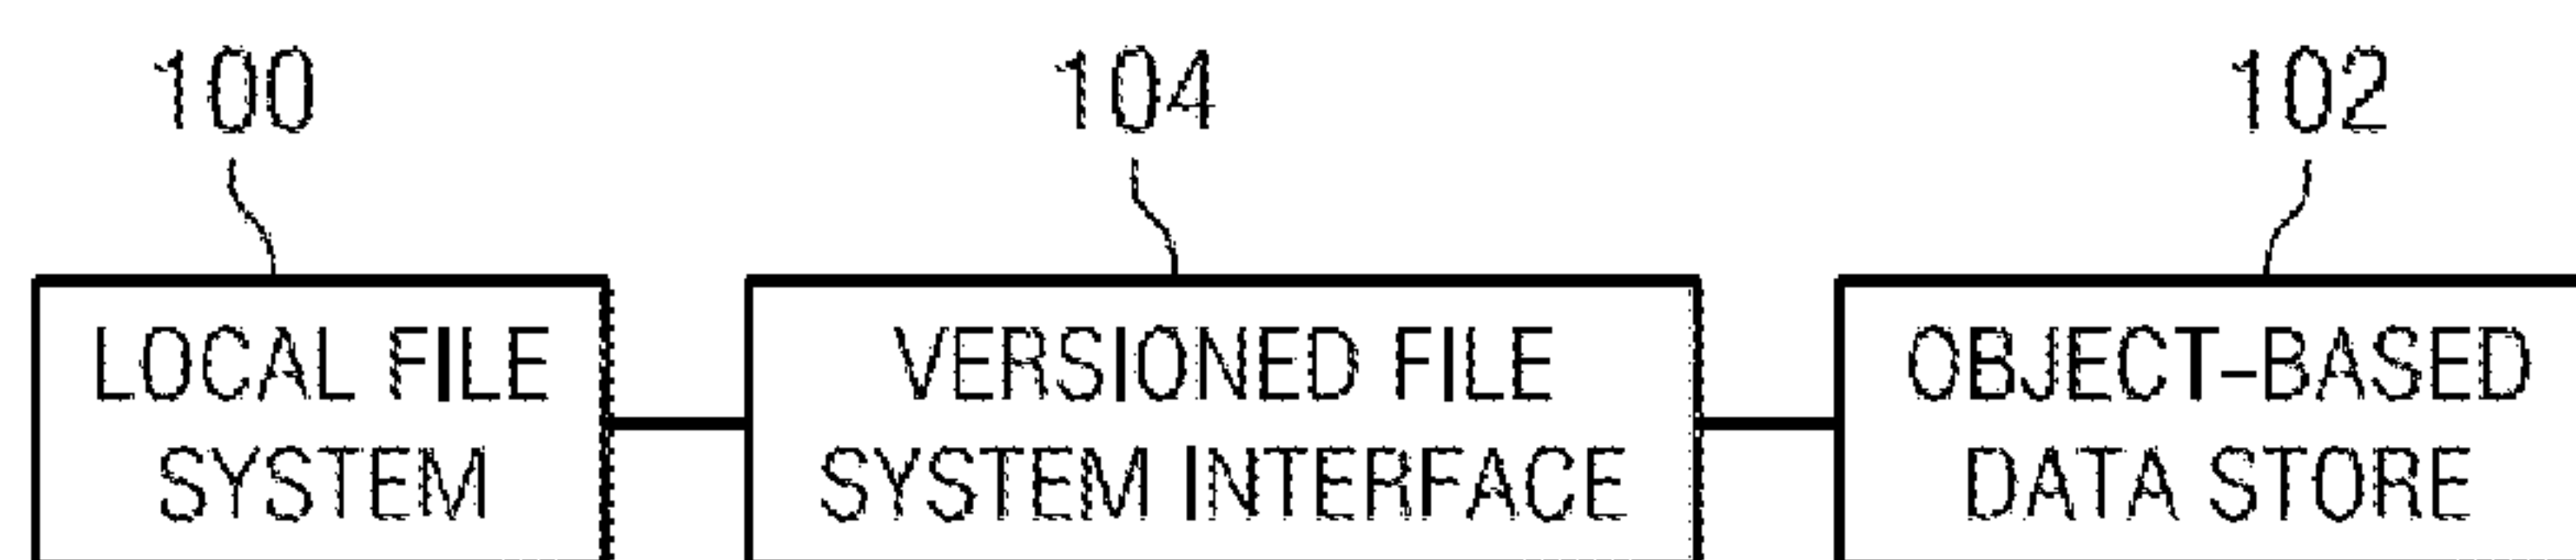 100
104
102
LOCAL FILE
SYSTEM
VERSIONED FILE
SYSTEM INTERFACE
OBJECT-BASED
DATA STORE